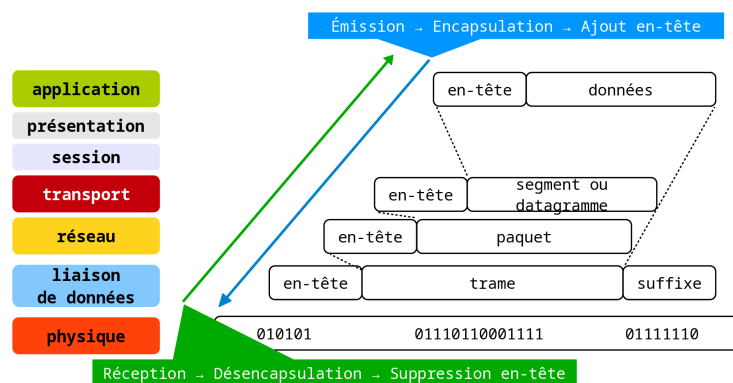 Émission → Encapsulation → Ajout en-tête
application
en-tête
données
présentation
session
transport
en-tête
segment ou
datagramme
réseau
en-tête
paquet
liaison
de données
en-tête
trame
suffixe
physique
010101
01110110001111
01111110
Réception → Désencapsulation → Suppression en-tête